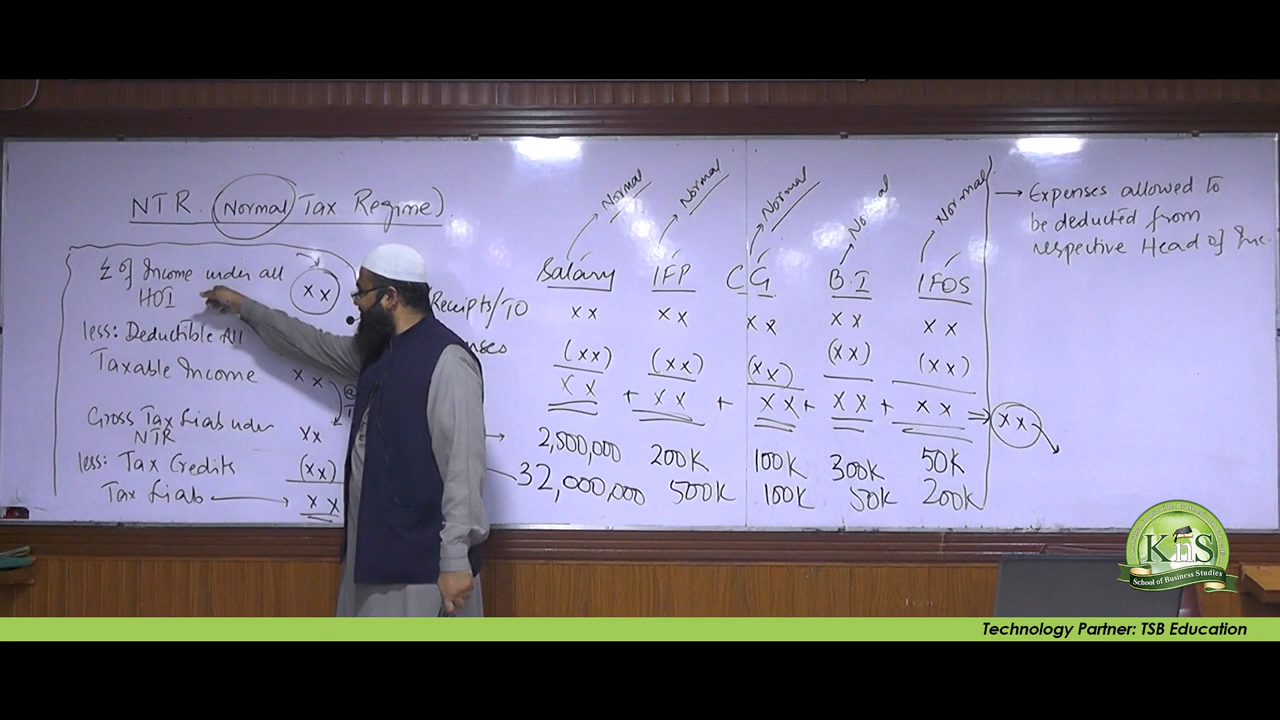 NTR (Normal Tax Regime)
Σ of Income under all
HOI
xx
less: Deductible All
Taxable Income xx
@
Gross Tax Liab under
NTR
xx
less: Tax Credits (xx)
Tax Liab → xx
Normal Normal Normal Normal Normal
Salary IFP CG B.I IFOS
Receipts/TO xx xx xx xx xx
(xx) (xx) (xx) (xx) (xx)
xx + xx + xx + xx + xx ⇒ xx
2,500,000 200K 100K 300K 50K
32,000,000 500K 100K 50K 200K
→ Expenses allowed to
be deducted from
respective Head of Inc.
KnS
School of Business Studies
Technology Partner: TSB Education